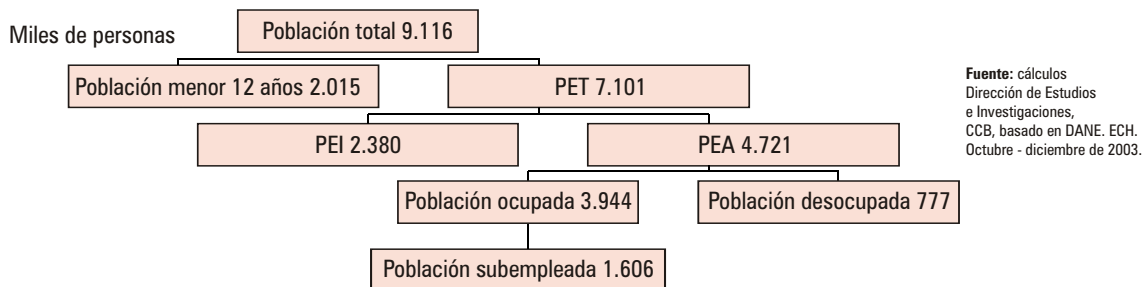 Miles de personas
Población total 9.116
Población menor 12 años 2.015
PET 7.101
PEI 2.380
PEA 4.721
Población ocupada 3.944
Población desocupada 777
Población subempleada 1.606
Fuente: cálculos
Dirección de Estudios
e Investigaciones,
CCB, basado en DANE. ECH.
Octubre - diciembre de 2003.